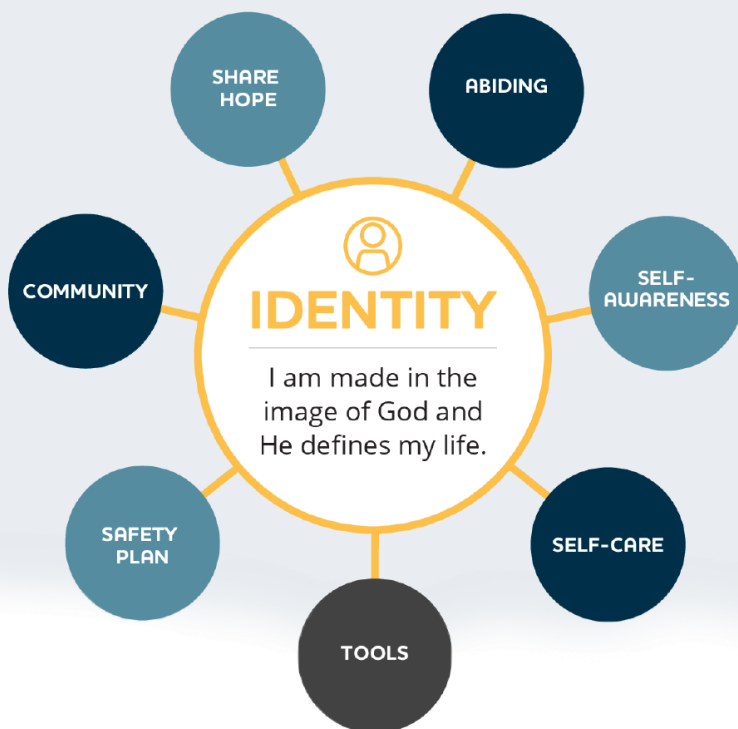 SHARE
HOPE
ABIDING
COMMUNITY
SELF-
AWARENESS
IDENTITY
I am made in the
image of God and
He defines my life.
SAFETY
PLAN
SELF-CARE
TOOLS